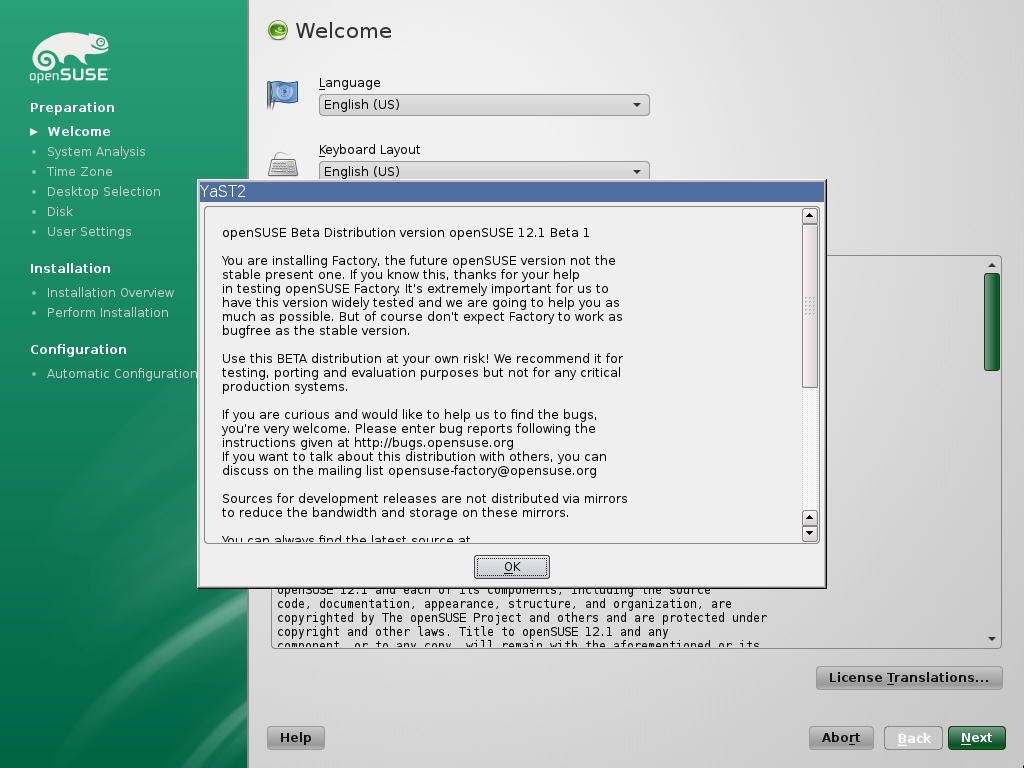 openSUSE
Preparation
Welcome
System Analysis
Time Zone
Desktop Selection
Disk
User Settings
Installation
Installation Overview
Perform Installation
Configuration
Automatic Configuration
Welcome
Language
English (US)
Keyboard Layout
English (US)
YaST2
openSUSE Beta Distribution version openSUSE 12.1 Beta 1
You are installing Factory, the future openSUSE version not the
stable present one. If you know this, thanks for your help
in testing openSUSE Factory. It's extremely important for us to
have this version widely tested and we are going to help you as
much as possible. But of course don't expect Factory to work as
bugfree as the stable version.
Use this BETA distribution at your own risk! We recommend it for
testing, porting and evaluation purposes but not for any critical
production systems.
If you are curious and would like to help us to find the bugs,
you're very welcome. Please enter bug reports following the
instructions given at http://bugs.opensuse.org
If you want to talk about this distribution with others, you can
discuss on the mailing list opensuse-factory@opensuse.org
Sources for development releases are not distributed via mirrors
to reduce the bandwidth and storage on these mirrors.
You can always find the latest source at
OK
openSUSE 12.1 and each of its components, including the source
code, documentation, appearance, structure, and organization, are
copyrighted by The openSUSE Project and others and are protected under
copyright and other laws. Title to openSUSE 12.1 and any
component, or to any copy, will remain with the aforementioned or its
License Translations...
Help
Abort
Back
Next